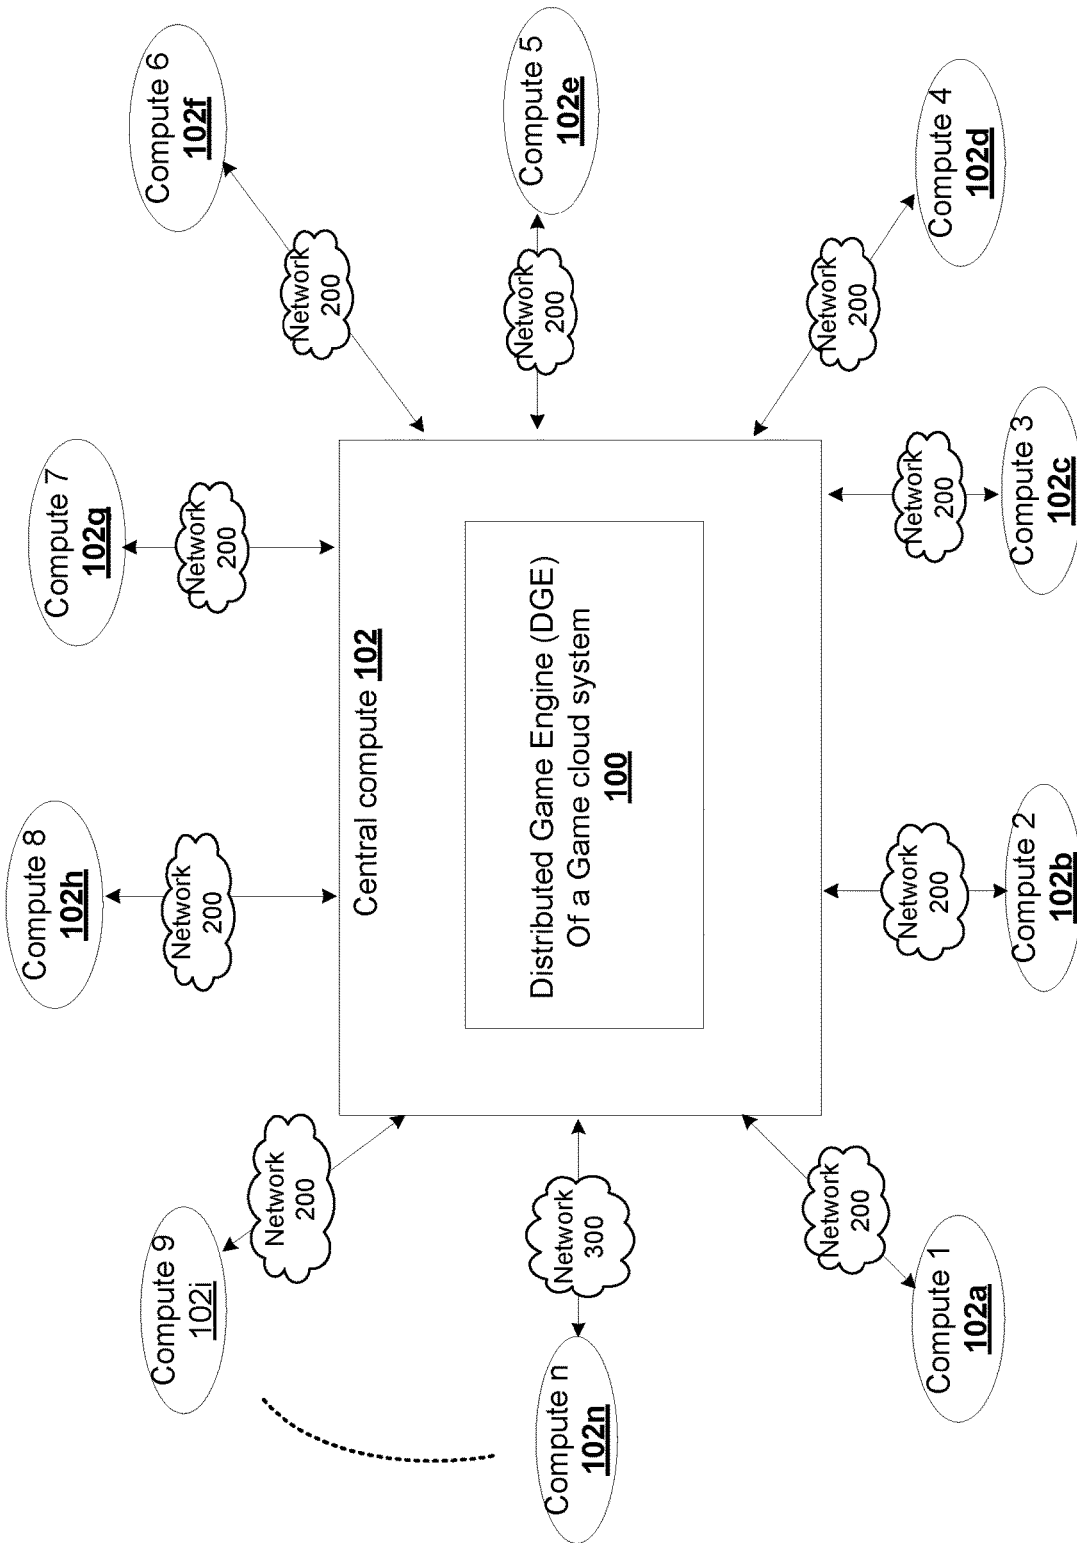 Compute 8
102h
Compute 7
102g
Compute 9
102i
Compute 6
102f
Network
200
Network
200
Network
200
Network
200
Central compute 102
Compute n
102n
Network
300
Distributed Game Engine (DGE)
Of a Game cloud system
100
Network
200
Compute 5
102e
Network
200
Network
200
Compute 1
102a
Compute 4
102d
Network
200
Network
200
Compute 2
102b
Compute 3
102c